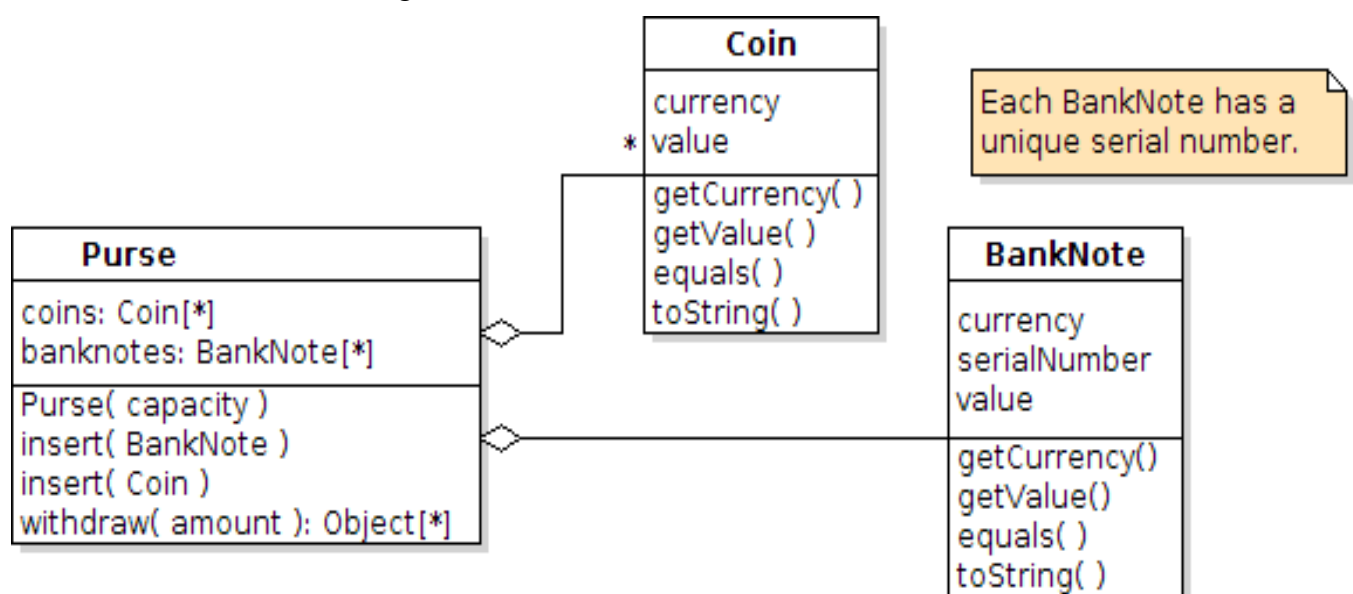 Coin
currency
* value
getCurrency( )
getValue( )
equals( )
toString( )
Each BankNote has a
unique serial number.
Purse
coins: Coin[*]
banknotes: BankNote[*]
Purse( capacity )
insert( BankNote )
insert( Coin )
withdraw( amount ): Object[*]
BankNote
currency
serialNumber
value
getCurrency()
getValue()
equals( )
toString( )